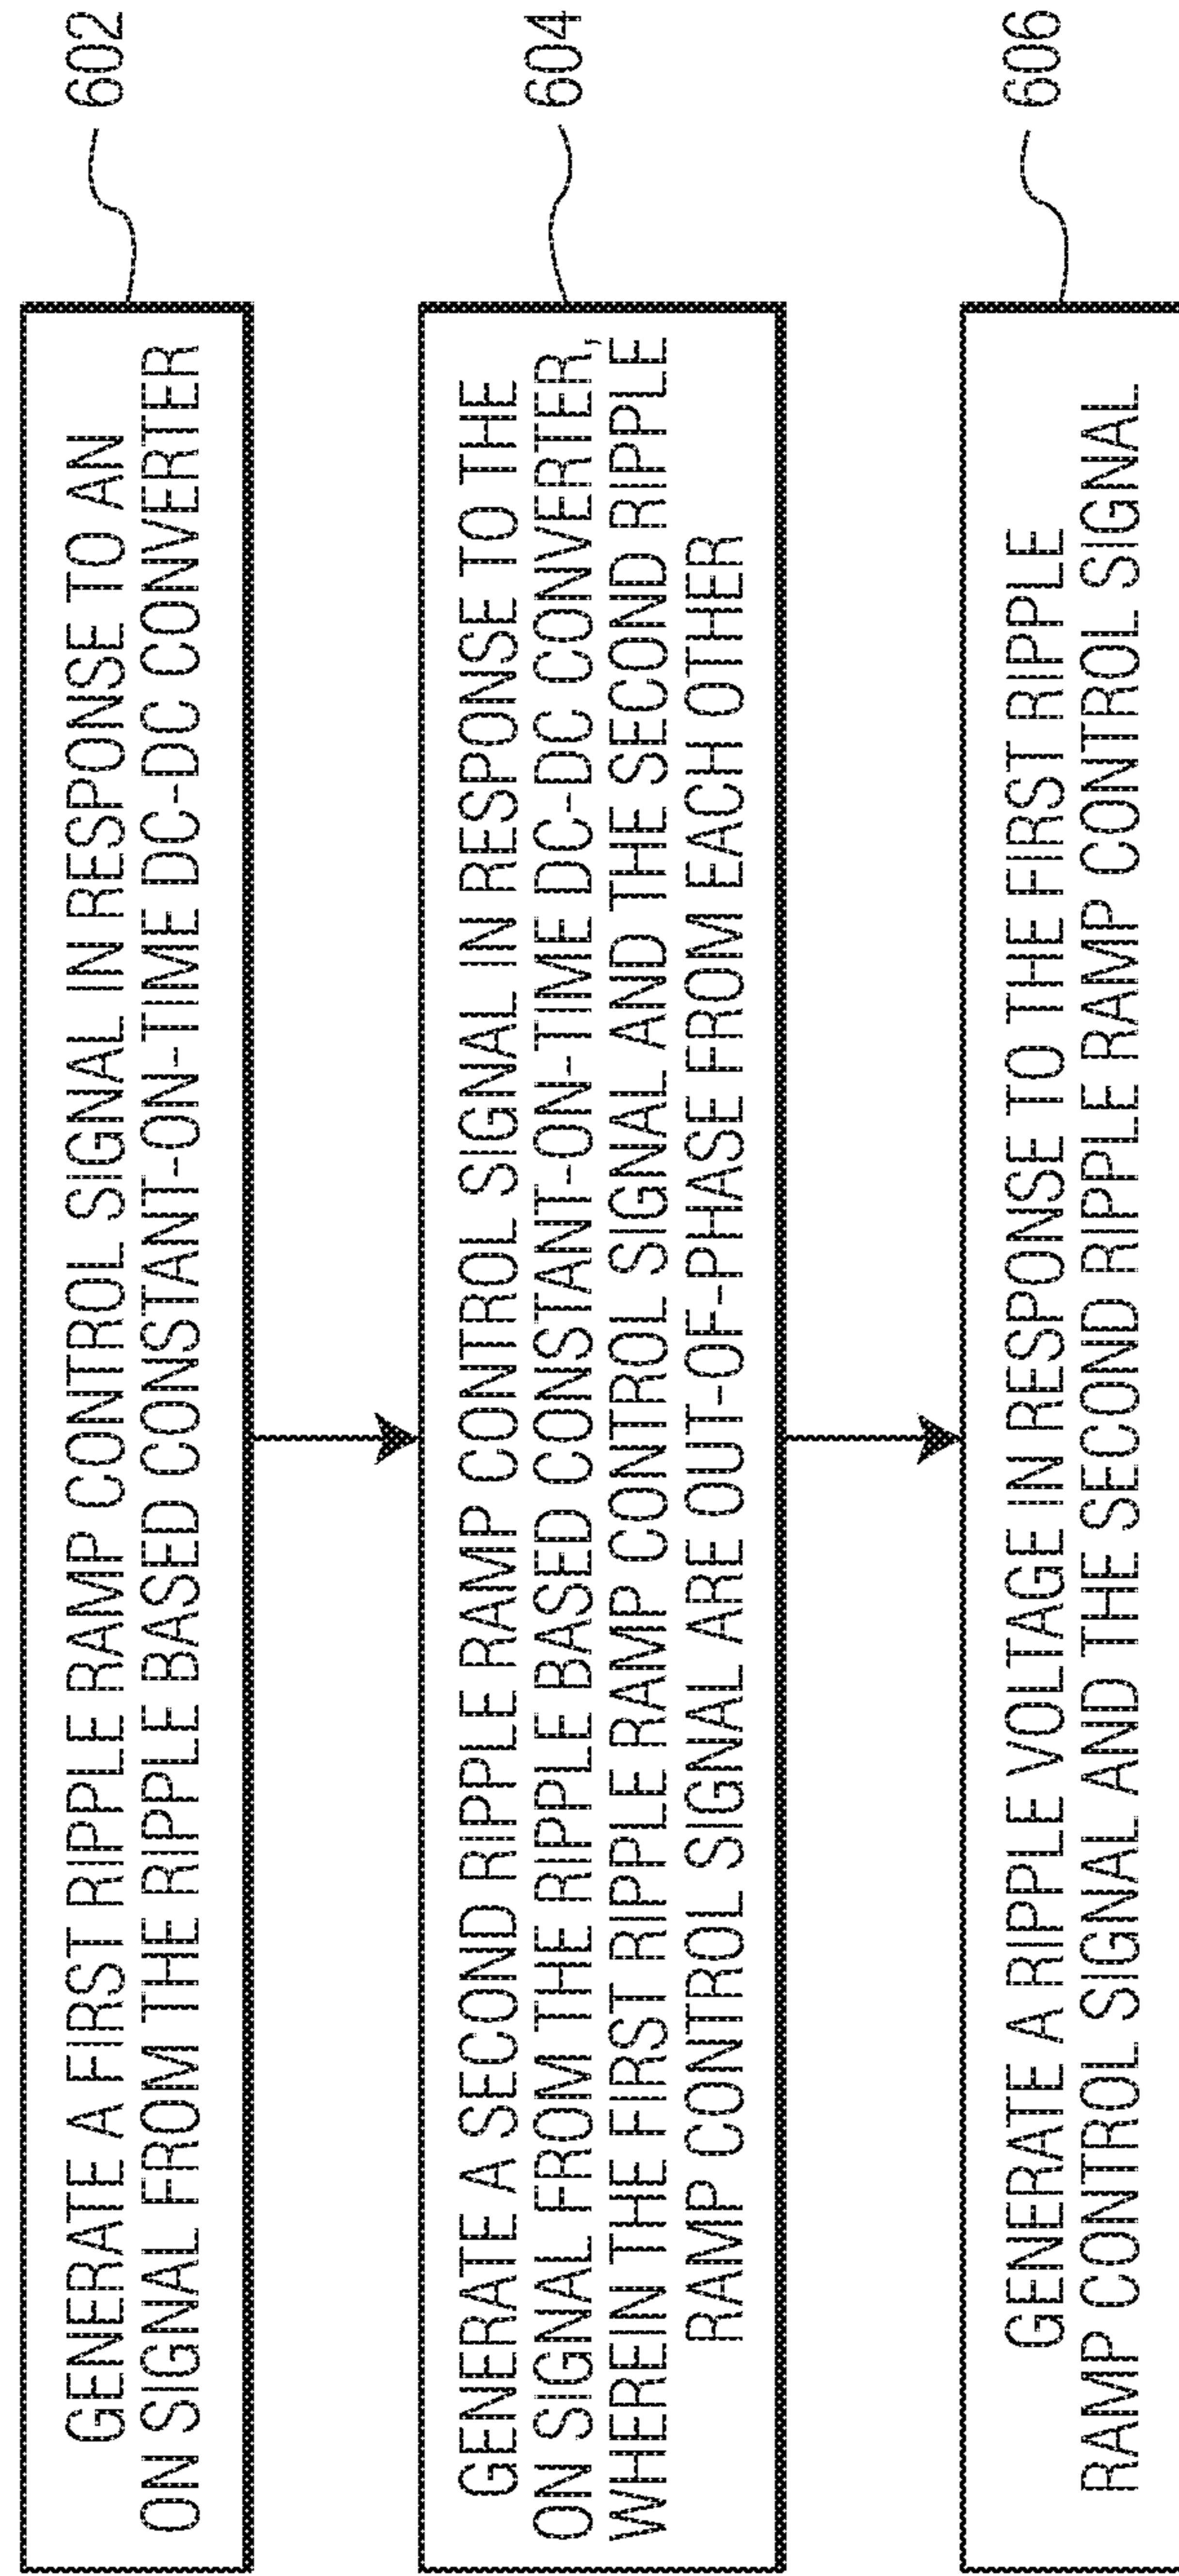 GENERATE A FIRST RIPPLE RAMP CONTROL SIGNAL IN RESPONSE TO AN
ON SIGNAL FROM THE RIPPLE BASED CONSTANT-ON-TIME DC-DC CONVERTER
602
GENERATE A SECOND RIPPLE RAMP CONTROL SIGNAL IN RESPONSE TO THE
ON SIGNAL FROM THE RIPPLE BASED CONSTANT-ON-TIME DC-DC CONVERTER,
WHEREIN THE FIRST RIPPLE RAMP CONTROL SIGNAL AND THE SECOND RIPPLE
RAMP CONTROL SIGNAL ARE OUT-OF-PHASE FROM EACH OTHER
604
GENERATE A RIPPLE VOLTAGE IN RESPONSE TO THE FIRST RIPPLE
RAMP CONTROL SIGNAL AND THE SECOND RIPPLE RAMP CONTROL SIGNAL
606